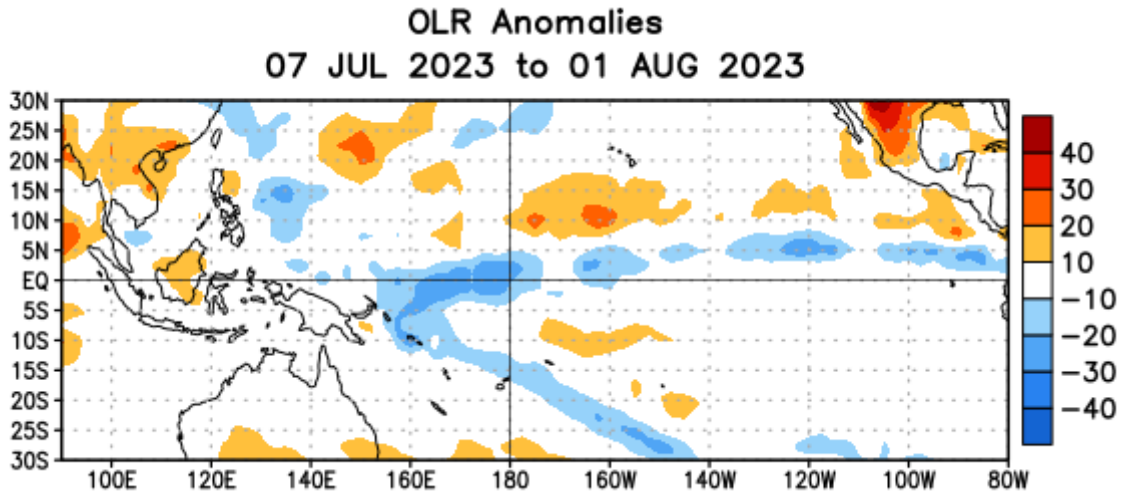 OLR Anomalies
07 JUL 2023 to 01 AUG 2023
30N
25N
20N
15N
10N
5N
EQ
5S
10S
15S
20S
25S
30S
100E 120E 140E 160E 180 160W 140W 120W 100W 80W
40
30
20
10
−10
−20
−30
−40